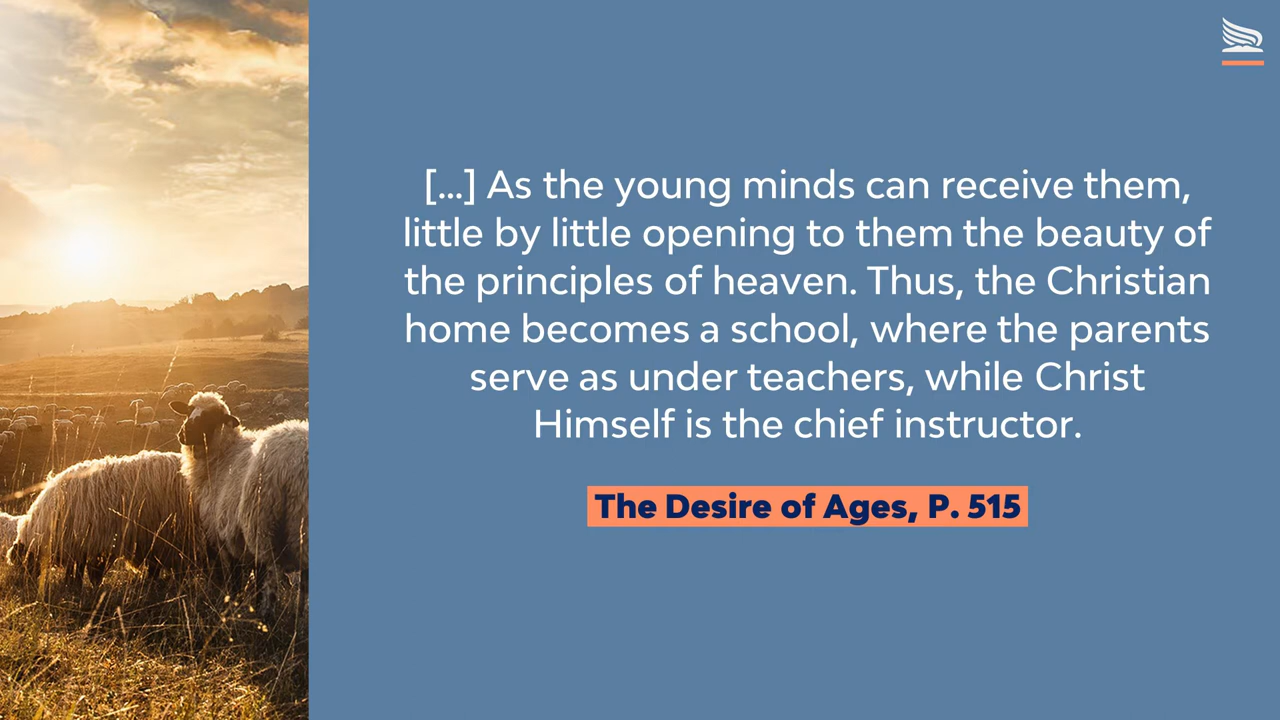 [...] As the young minds can receive them,
little by little opening to them the beauty of
the principles of heaven. Thus, the Christian
home becomes a school, where the parents
serve as under teachers, while Christ
Himself is the chief instructor.
The Desire of Ages, P. 515